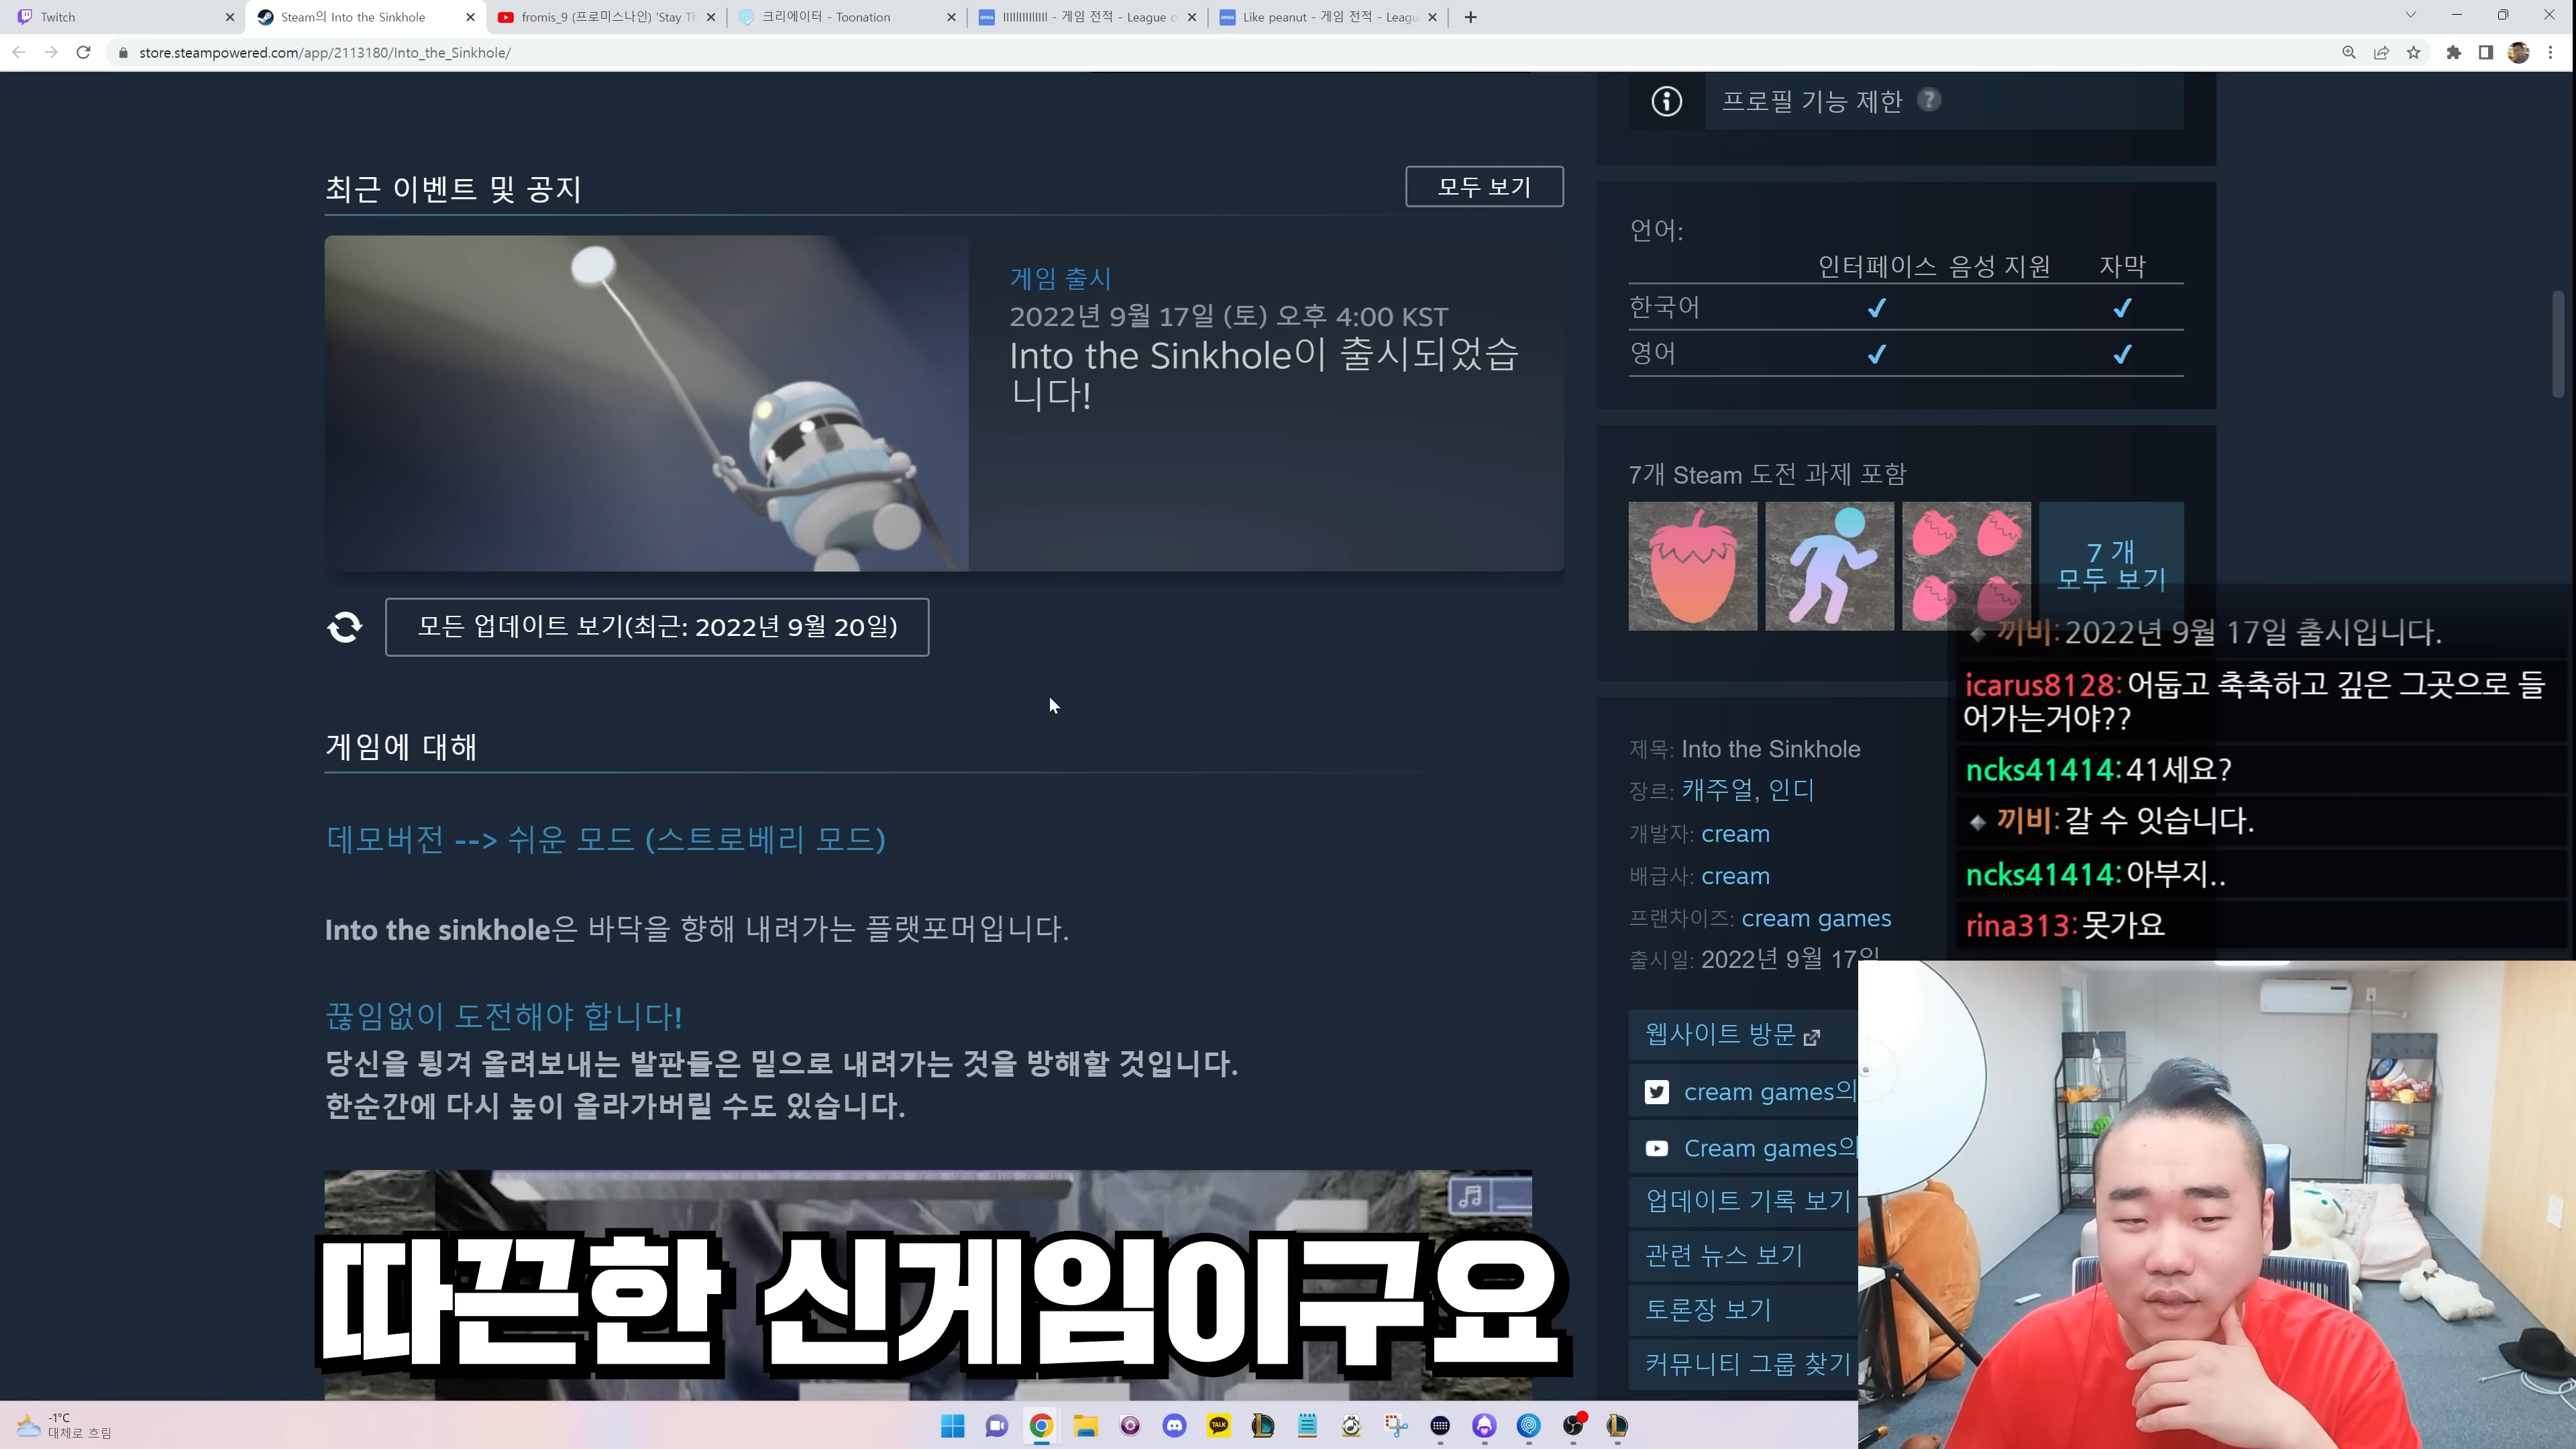 Twitch
Steam의 Into the Sinkhole
fromis_9 (프로미스나인) 'Stay Th
크리에이터 - Toonation
IIIIIIIIIIIIII - 게임 전적 - League o
Like peanut - 게임 전적 - Leagu
store.steampowered.com/app/2113180/Into_the_Sinkhole/
최근 이벤트 및 공지
모두 보기
게임 출시
2022년 9월 17일 (토) 오후 4:00 KST
Into the Sinkhole이 출시되었습
니다!
모든 업데이트 보기(최근: 2022년 9월 20일)
게임에 대해
데모버전 --> 쉬운 모드 (스트로베리 모드)
Into the sinkhole은 바닥을 향해 내려가는 플랫포머입니다.
끊임없이 도전해야 합니다!
당신을 튕겨 올려보내는 발판들은 밑으로 내려가는 것을 방해할 것입니다.
한순간에 다시 높이 올라가버릴 수도 있습니다.
따끈한 신게임이구요
프로필 기능 제한 ?
언어:
인터페이스 음성 지원 자막
한국어 ✔ ✔
영어 ✔ ✔
7개 Steam 도전 과제 포함
7 개
모두 보기
제목: Into the Sinkhole
장르: 캐주얼, 인디
개발자: cream
배급사: cream
프랜차이즈: cream games
출시일: 2022년 9월 17일
웹사이트 방문
cream games의
Cream games의
업데이트 기록 보기
관련 뉴스 보기
토론장 보기
커뮤니티 그룹 찾기
끼비: 2022년 9월 17일 출시입니다.
icarus8128: 어둡고 축축하고 깊은 그곳으로 들
어가는거야??
ncks41414: 41세요?
끼비: 갈 수 잇습니다.
ncks41414: 아부지..
rina313: 못가요
-1°C
대체로 흐림
TALK